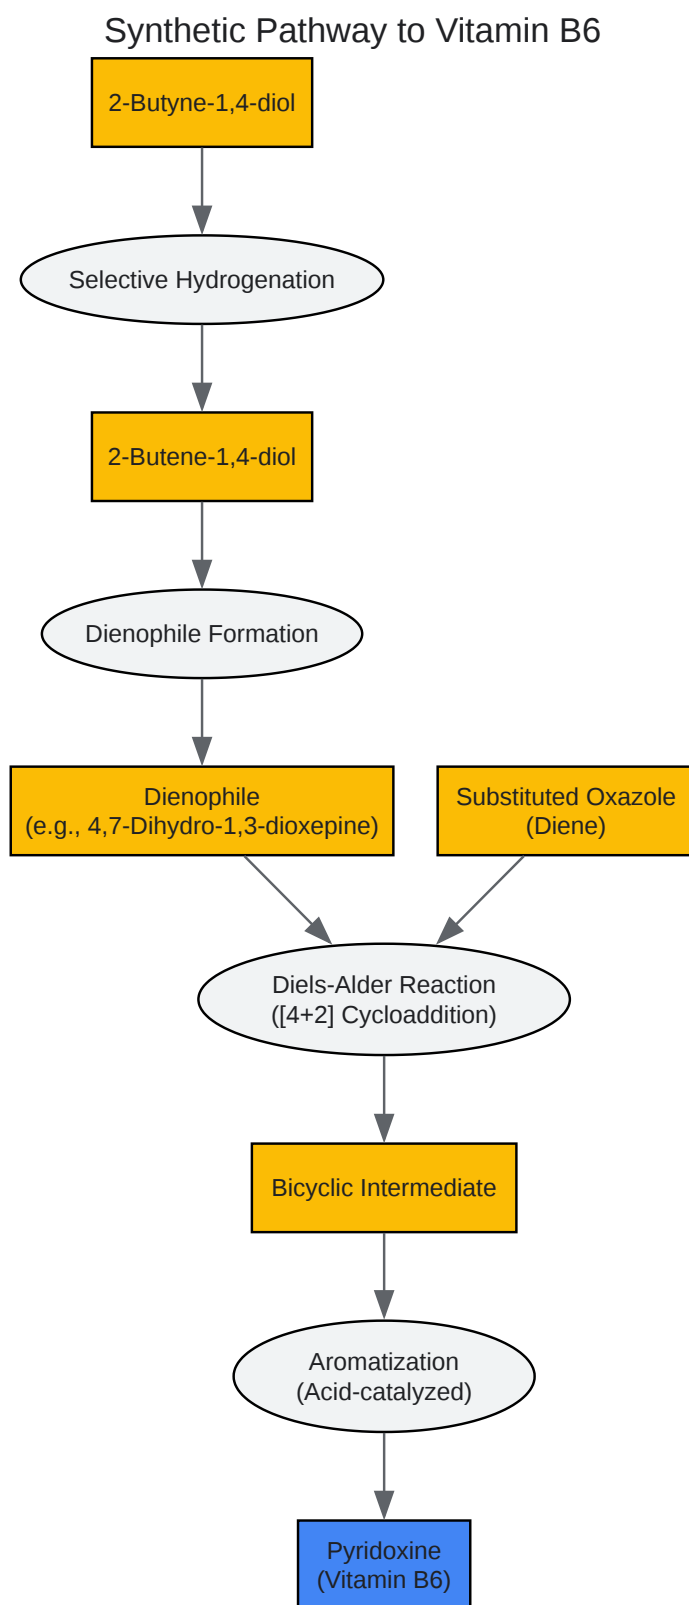 Synthetic Pathway to Vitamin B6
2-Butyne-1,4-diol
Selective Hydrogenation
2-Butene-1,4-diol
Dienophile Formation
Dienophile
(e.g., 4,7-Dihydro-1,3-dioxepine)
Substituted Oxazole
(Diene)
Diels-Alder Reaction
([4+2] Cycloaddition)
Bicyclic Intermediate
Aromatization
(Acid-catalyzed)
Pyridoxine
(Vitamin B6)